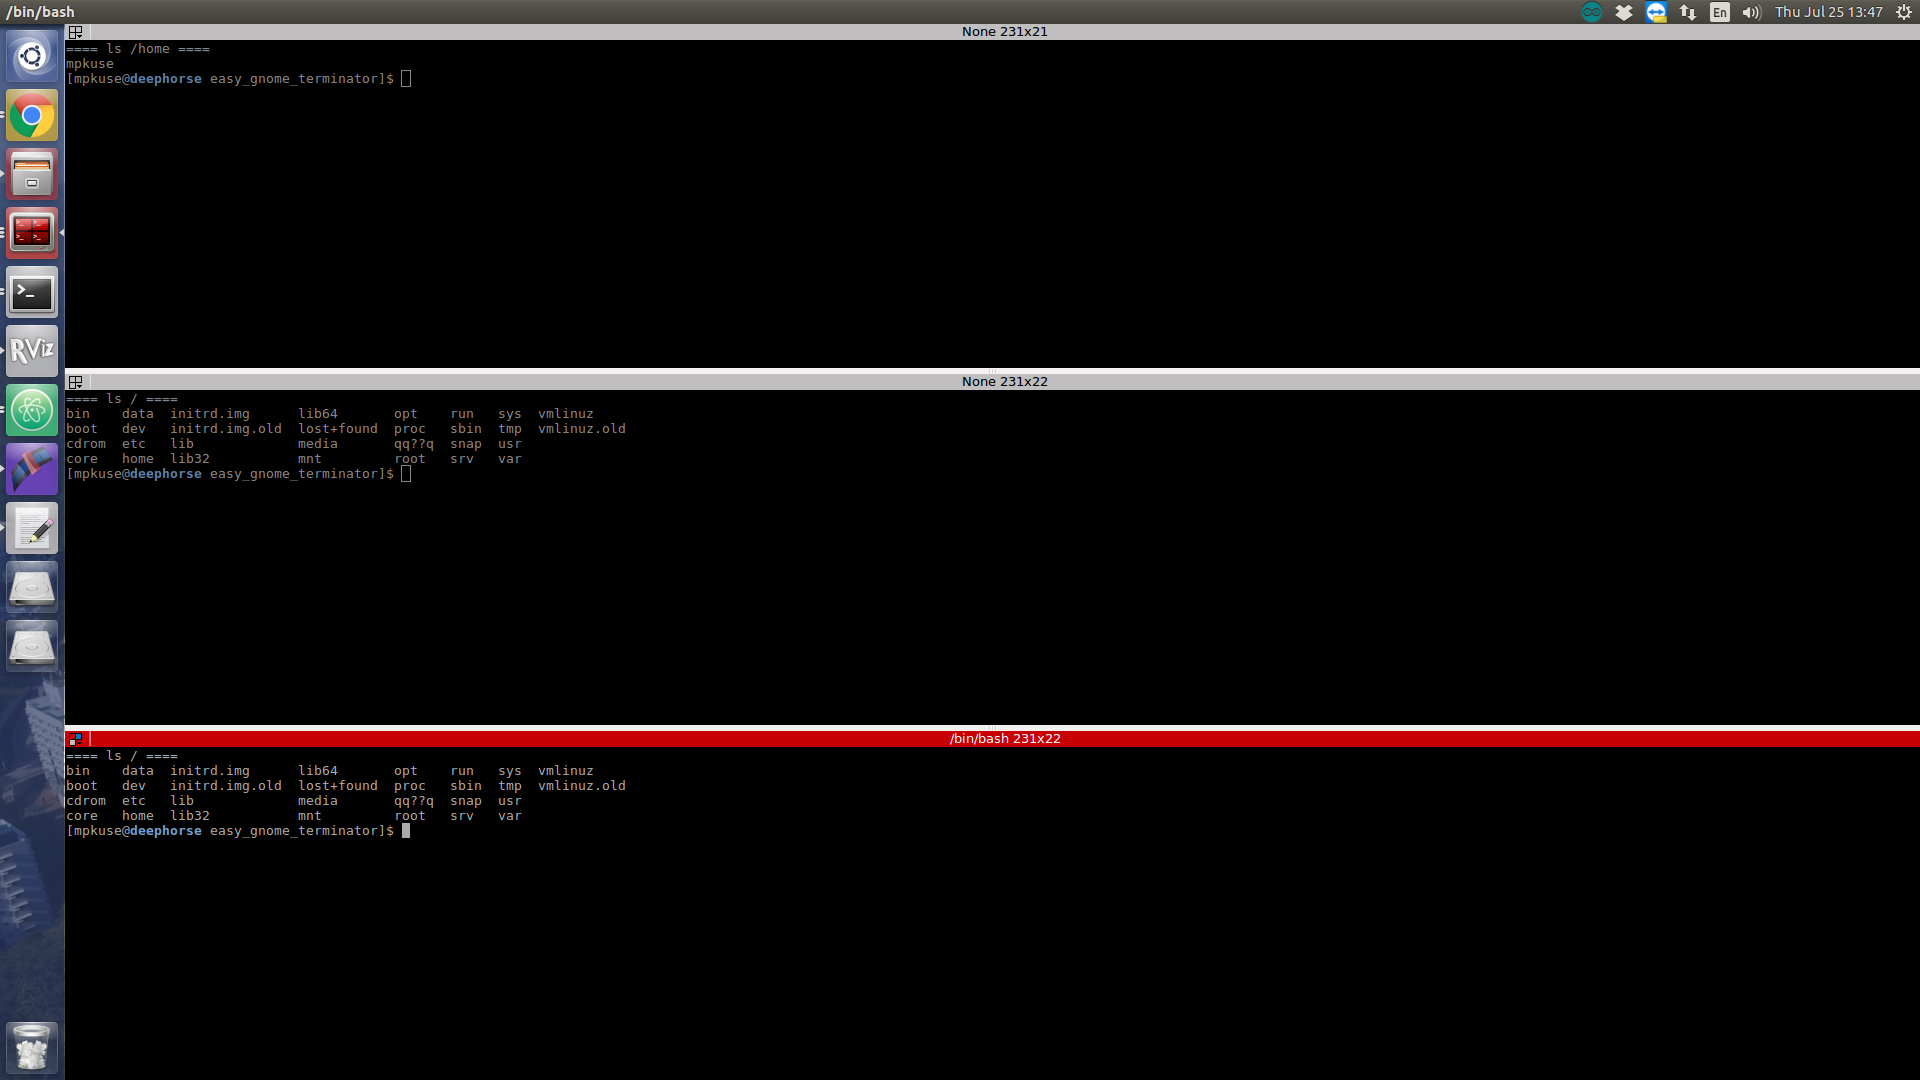 /bin/bash
En
Thu Jul 25 13:47
None 231x21
==== ls /home ====
mpkuse
[mpkuse@deephorse easy_gnome_terminator]$
None 231x22
==== ls / ====
bin    data  initrd.img      lib64       opt    run   sys  vmlinuz
boot   dev   initrd.img.old  lost+found  proc   sbin  tmp  vmlinuz.old
cdrom  etc   lib             media       qq??q  snap  usr
core   home  lib32           mnt         root   srv   var
[mpkuse@deephorse easy_gnome_terminator]$
/bin/bash 231x22
==== ls / ====
bin    data  initrd.img      lib64       opt    run   sys  vmlinuz
boot   dev   initrd.img.old  lost+found  proc   sbin  tmp  vmlinuz.old
cdrom  etc   lib             media       qq??q  snap  usr
core   home  lib32           mnt         root   srv   var
[mpkuse@deephorse easy_gnome_terminator]$
RViz